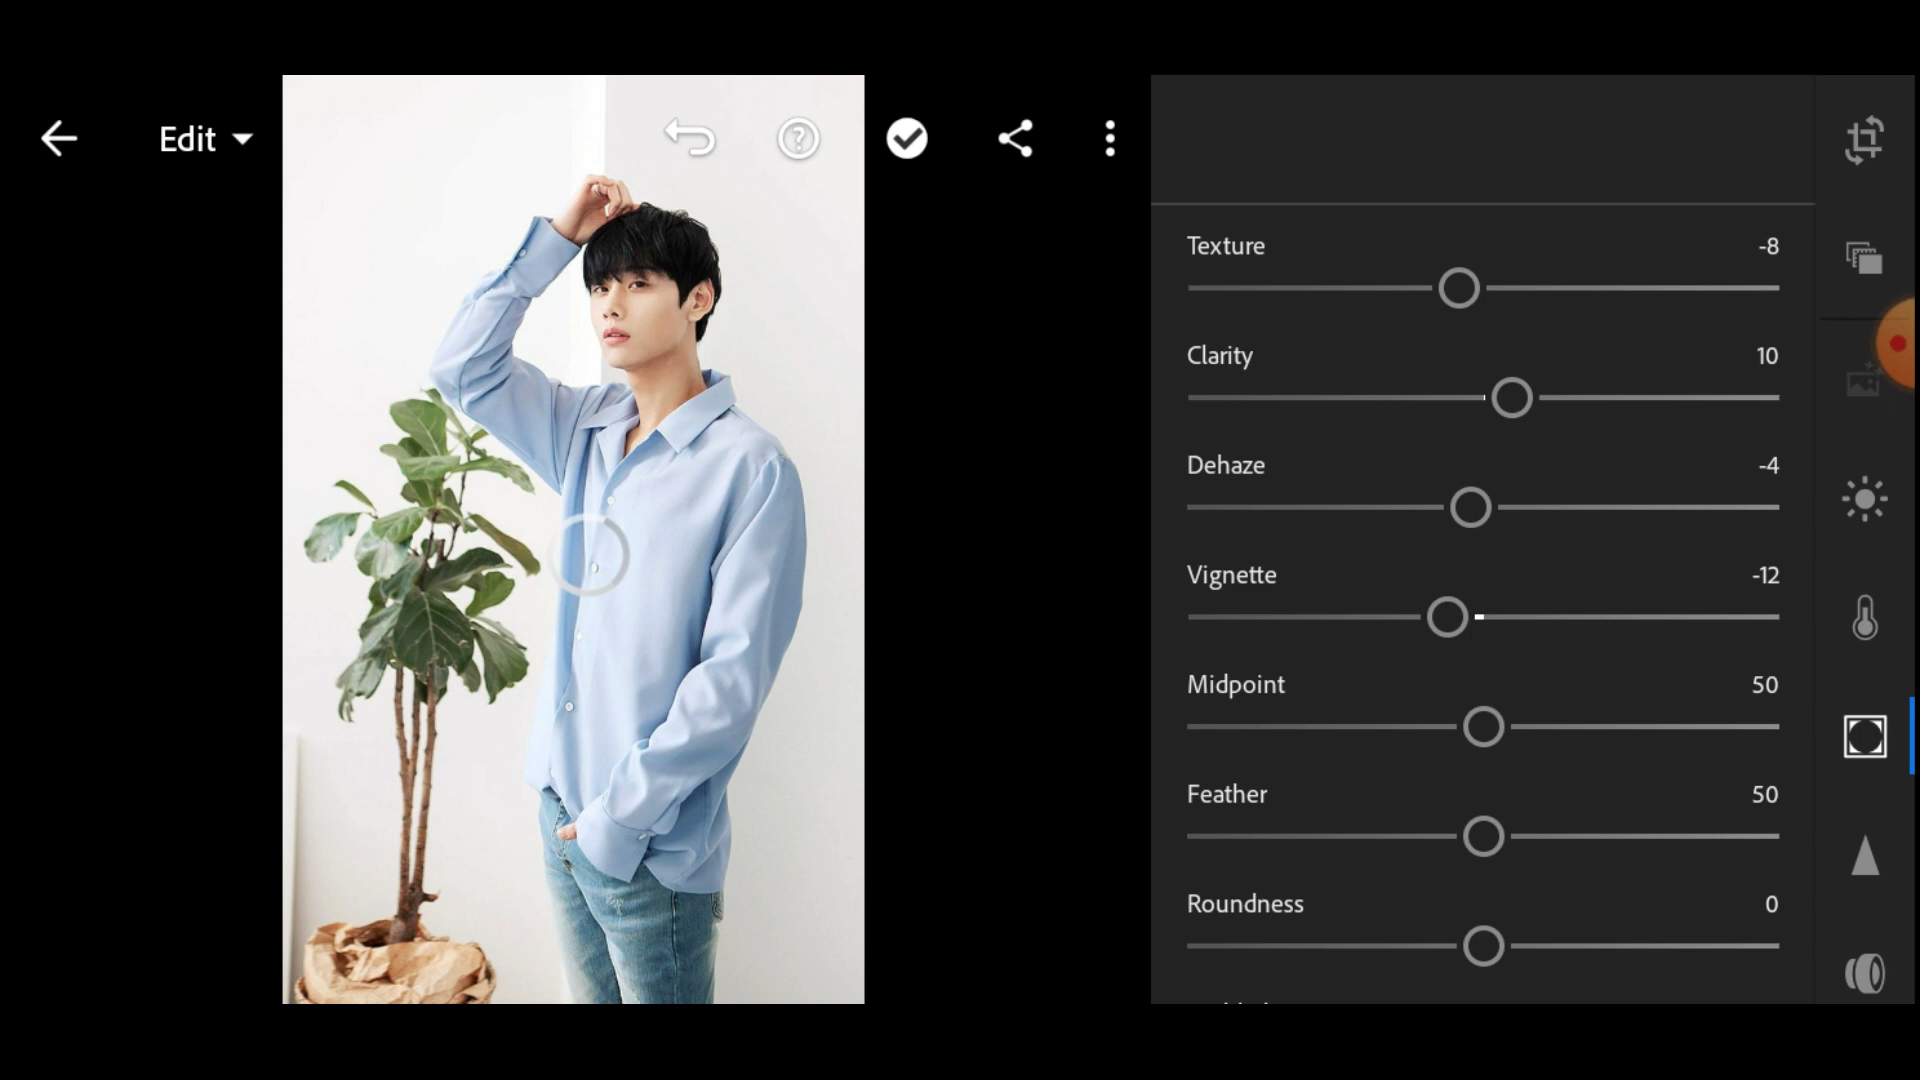 Edit
Texture -8
Clarity 10
Dehaze -4
Vignette -12
Midpoint 50
Feather 50
Roundness 0